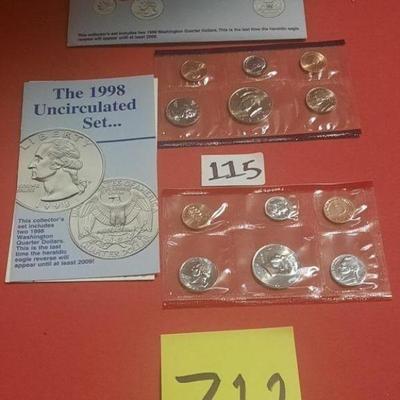 This collector's set includes two 1998 Washington Quarter Dollars. This is the last time the heraldic eagle
reverse will appear until at least 2009.
The 1998
Uncirculated
Set...
LIBERTY
1998
This collector's
set includes
two 1998
Washington
Quarter Dollars.
This is the last
time the heraldic
eagle reverse will
appear until at least 2009!
115
711